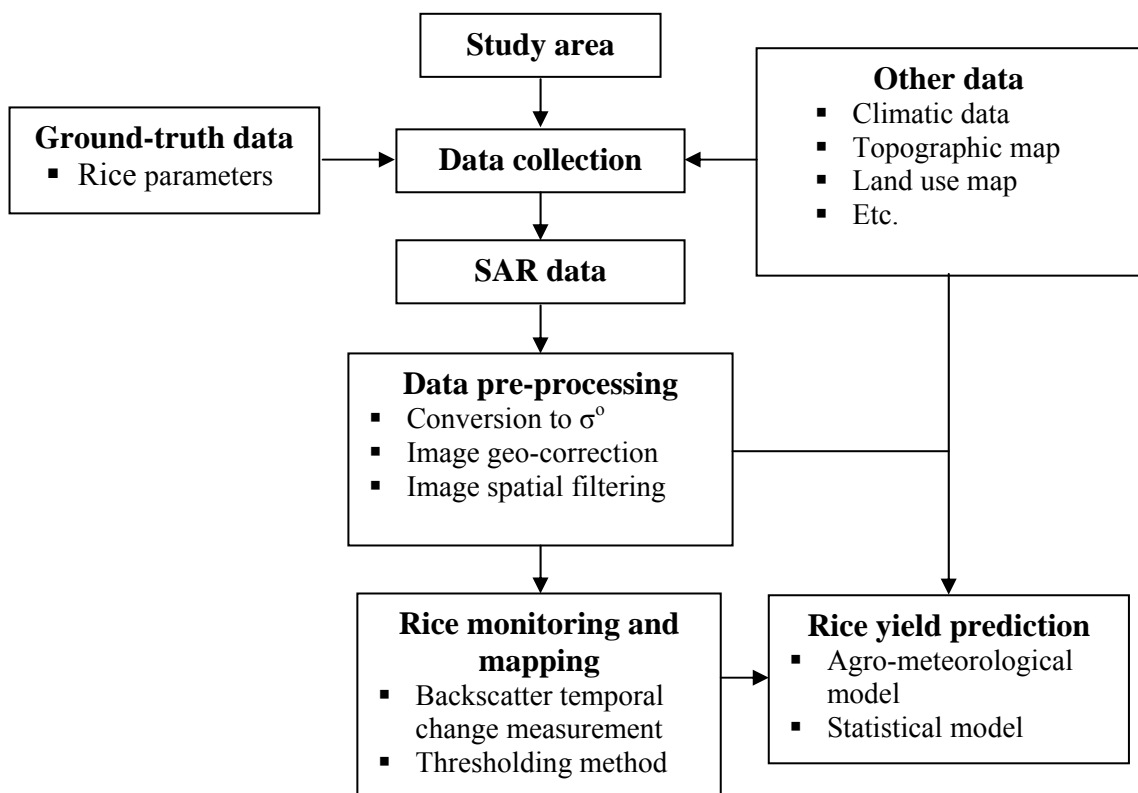 Study area
Other data
▪ Climatic data
▪ Topographic map
▪ Land use map
▪ Etc.
Ground-truth data
▪ Rice parameters
Data collection
SAR data
Data pre-processing
▪ Conversion to σᵒ
▪ Image geo-correction
▪ Image spatial filtering
Rice monitoring and
mapping
▪ Backscatter temporal
change measurement
▪ Thresholding method
Rice yield prediction
▪ Agro-meteorological
model
▪ Statistical model